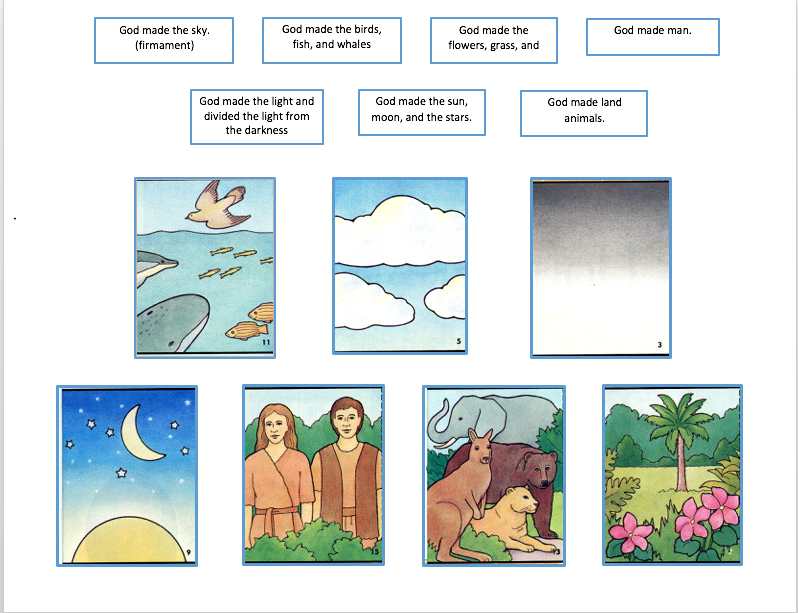 God made the sky.
(firmament)
God made the birds,
fish, and whales
God made the
flowers, grass, and
God made man.
God made the light and
divided the light from
the darkness
God made the sun,
moon, and the stars.
God made land
animals.
11
5
3
9
15
13
7